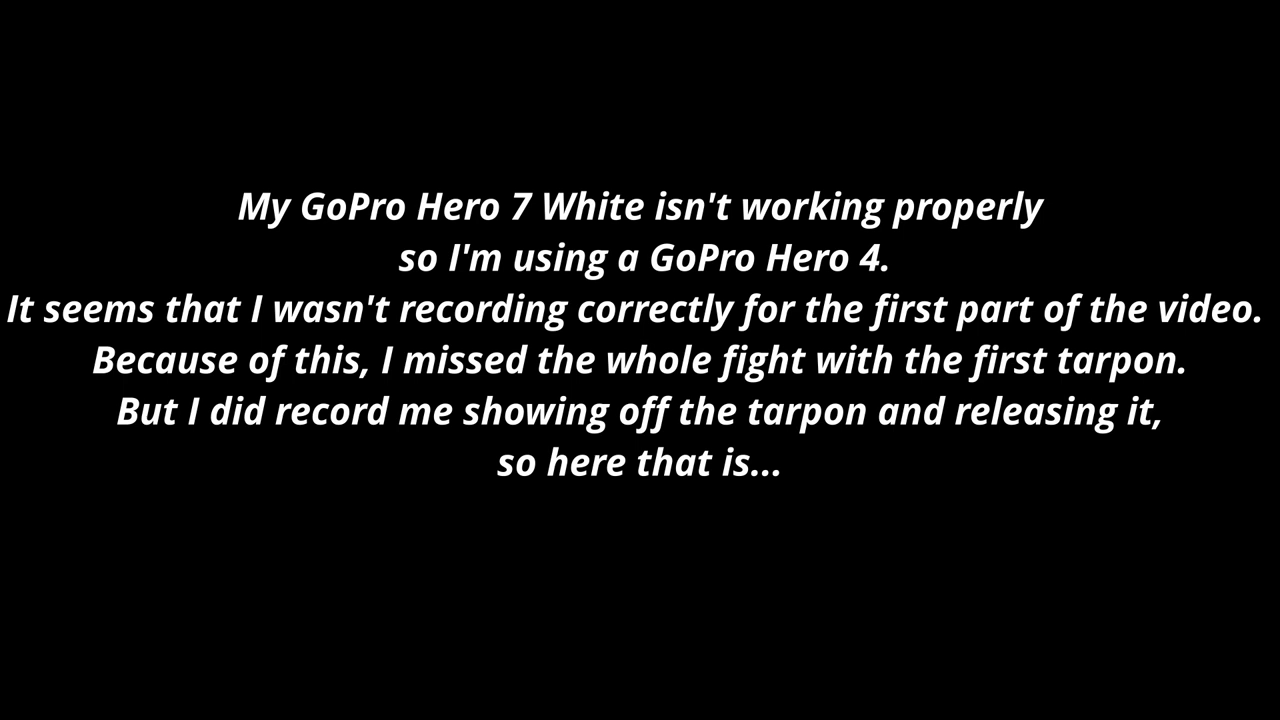 My GoPro Hero 7 White isn't working properly
so I'm using a GoPro Hero 4.
It seems that I wasn't recording correctly for the first part of the video.
Because of this, I missed the whole fight with the first tarpon.
But I did record me showing off the tarpon and releasing it,
so here that is...